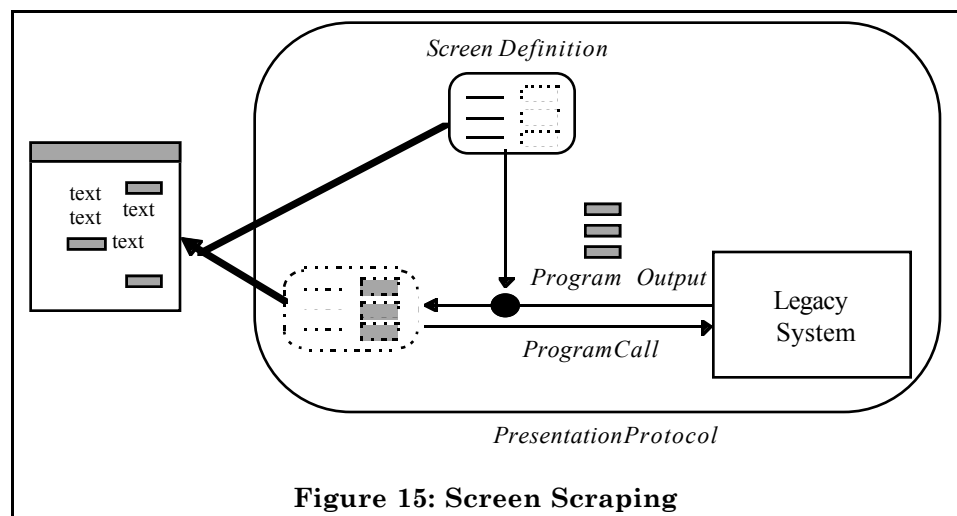 Screen Definition
text
text
text
text
Program Output
Legacy
System
ProgramCall
PresentationProtocol
Figure 15: Screen Scraping